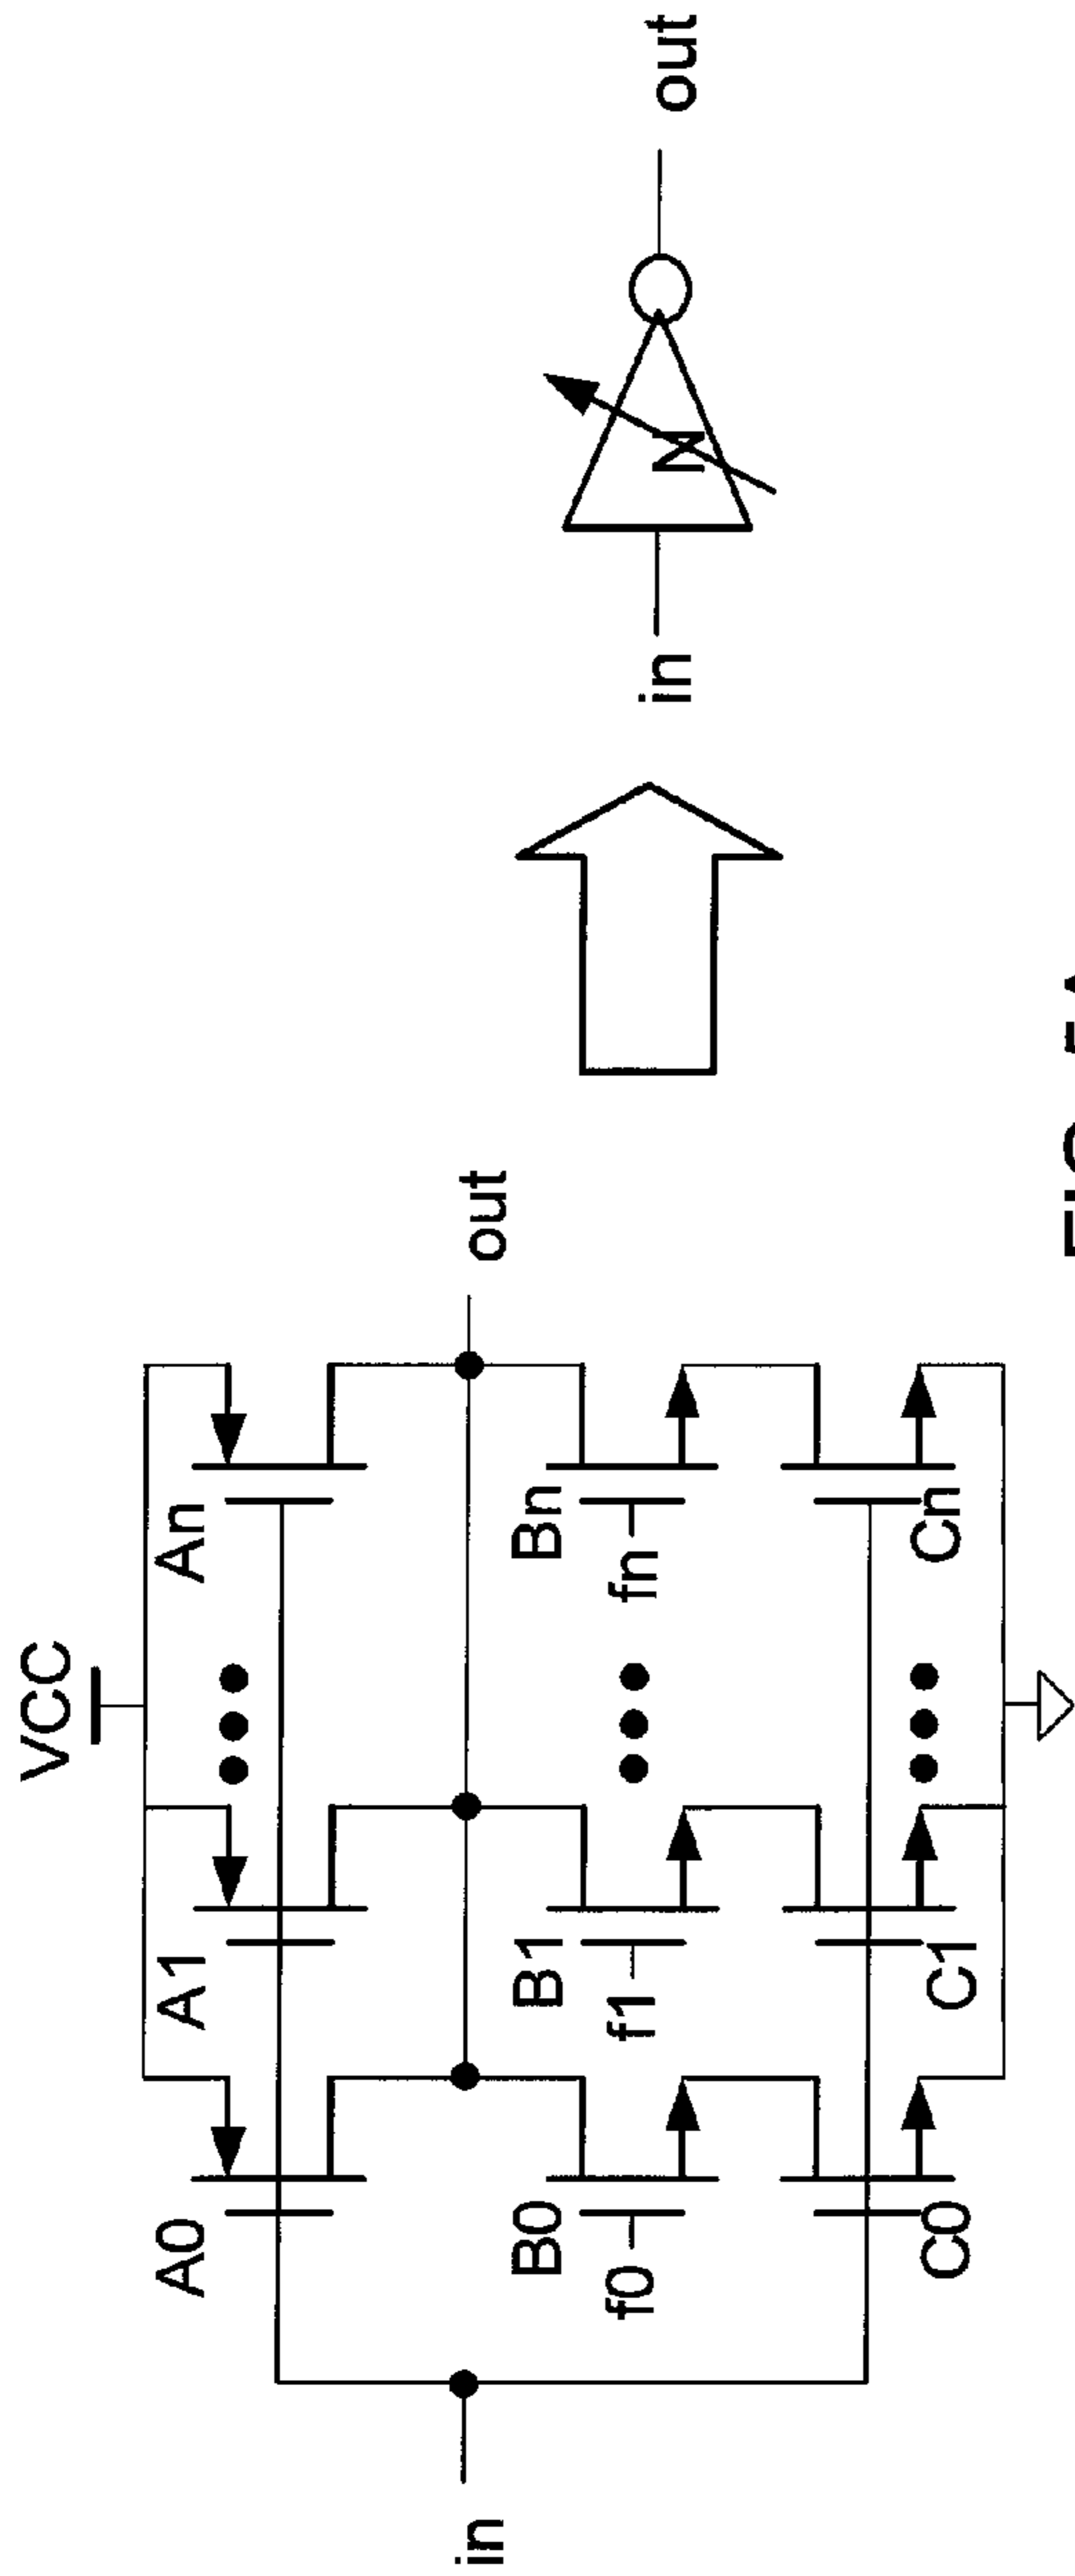 VCC
A0 A1 ••• An
in
out
B0 B1 Bn
f0 f1 ••• fn
in N out
C0 C1 ••• Cn